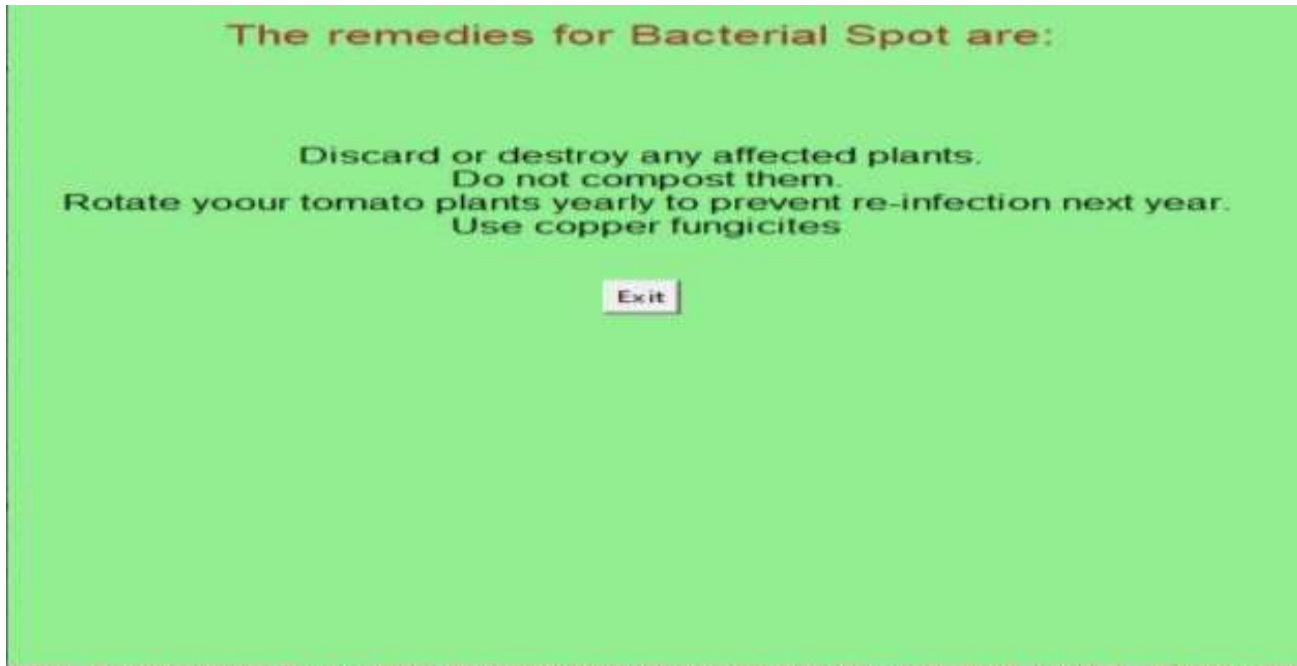 The remedies for Bacterial Spot are:
Discard or destroy any affected plants.
Do not compost them.
Rotate yoour tomato plants yearly to prevent re-infection next year.
Use copper fungicites
Exit